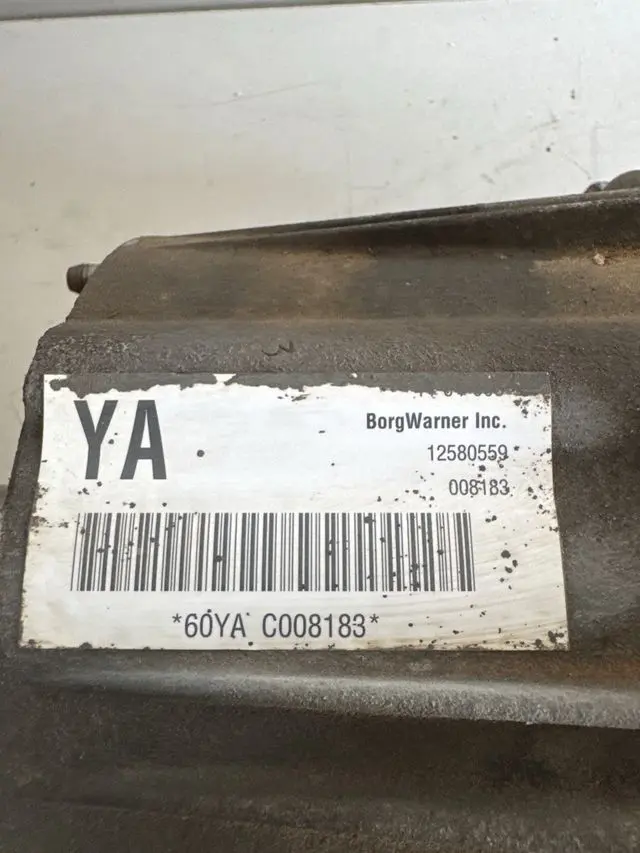 YA
BorgWarner Inc.
12580559
008183
*60YA C008183*